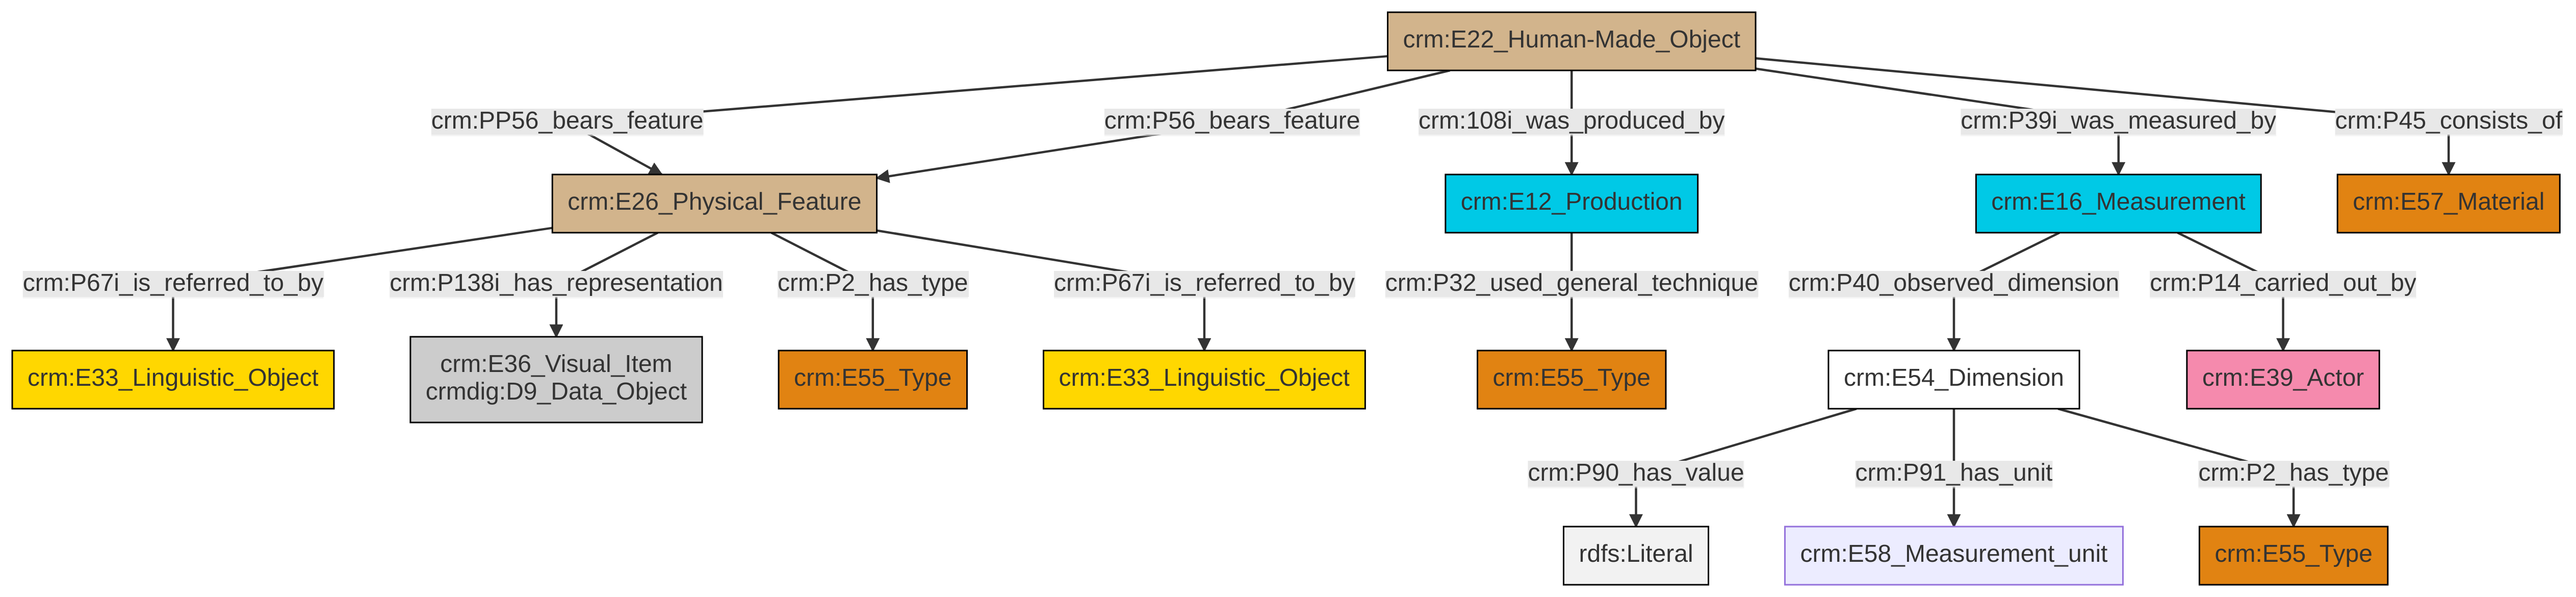 crm:E22_Human-Made_Object
crm:PP56_bears_feature
crm:P56_bears_feature
crm:108i_was_produced_by
crm:P39i_was_measured_by
crm:P45_consists_of
crm:E26_Physical_Feature
crm:E12_Production
crm:E16_Measurement
crm:E57_Material
crm:P67i_is_referred_to_by
crm:P138i_has_representation
crm:P2_has_type
crm:P67i_is_referred_to_by
crm:P32_used_general_technique
crm:P40_observed_dimension
crm:P14_carried_out_by
crm:E33_Linguistic_Object
crm:E36_Visual_Item
crmdig:D9_Data_Object
crm:E55_Type
crm:E33_Linguistic_Object
crm:E55_Type
crm:E54_Dimension
crm:E39_Actor
crm:P90_has_value
crm:P91_has_unit
crm:P2_has_type
rdfs:Literal
crm:E58_Measurement_unit
crm:E55_Type